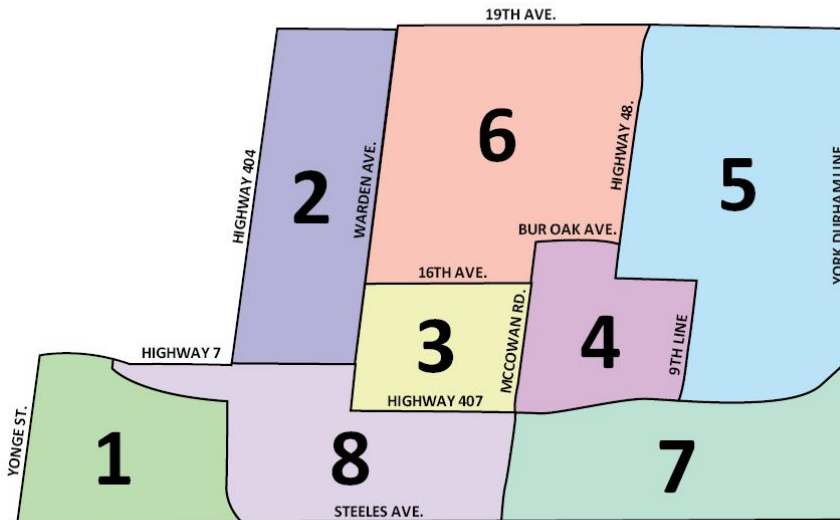 19TH AVE.
HIGHWAY 404
2
WARDEN AVE.
6
HIGHWAY 48.
5
YORK DURHAM LINE
BUR OAK AVE.
16TH AVE.
3
MCCOWAN RD.
4
9TH LINE
HIGHWAY 7
HIGHWAY 407
YONGE ST.
1
8
7
STEELES AVE.